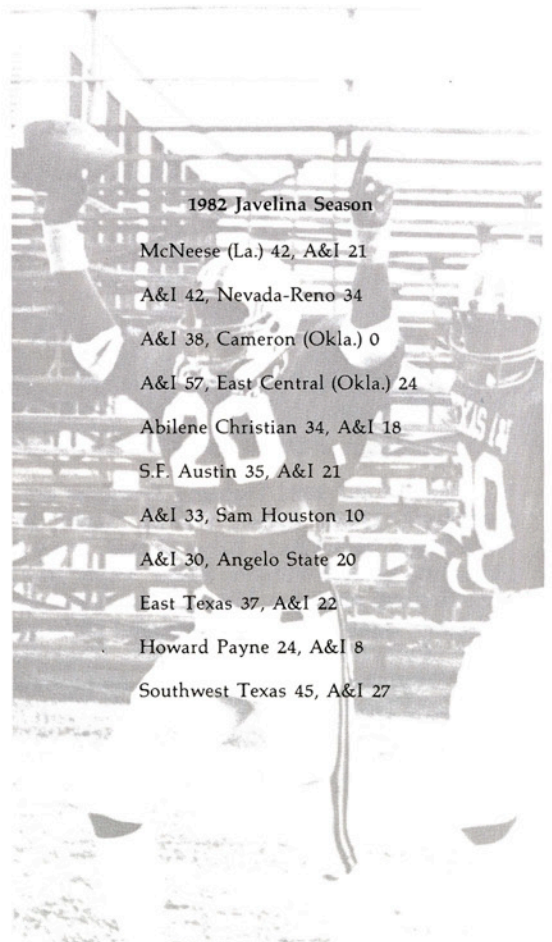 1982 Javelina Season
McNeese (La.) 42, A&I 21
A&I 42, Nevada-Reno 34
A&I 38, Cameron (Okla.) 0
A&I 57, East Central (Okla.) 24
Abilene Christian 34, A&I 18
S.F. Austin 35, A&I 21
A&I 33, Sam Houston 10
A&I 30, Angelo State 20
East Texas 37, A&I 22
Howard Payne 24, A&I 8
Southwest Texas 45, A&I 27
20